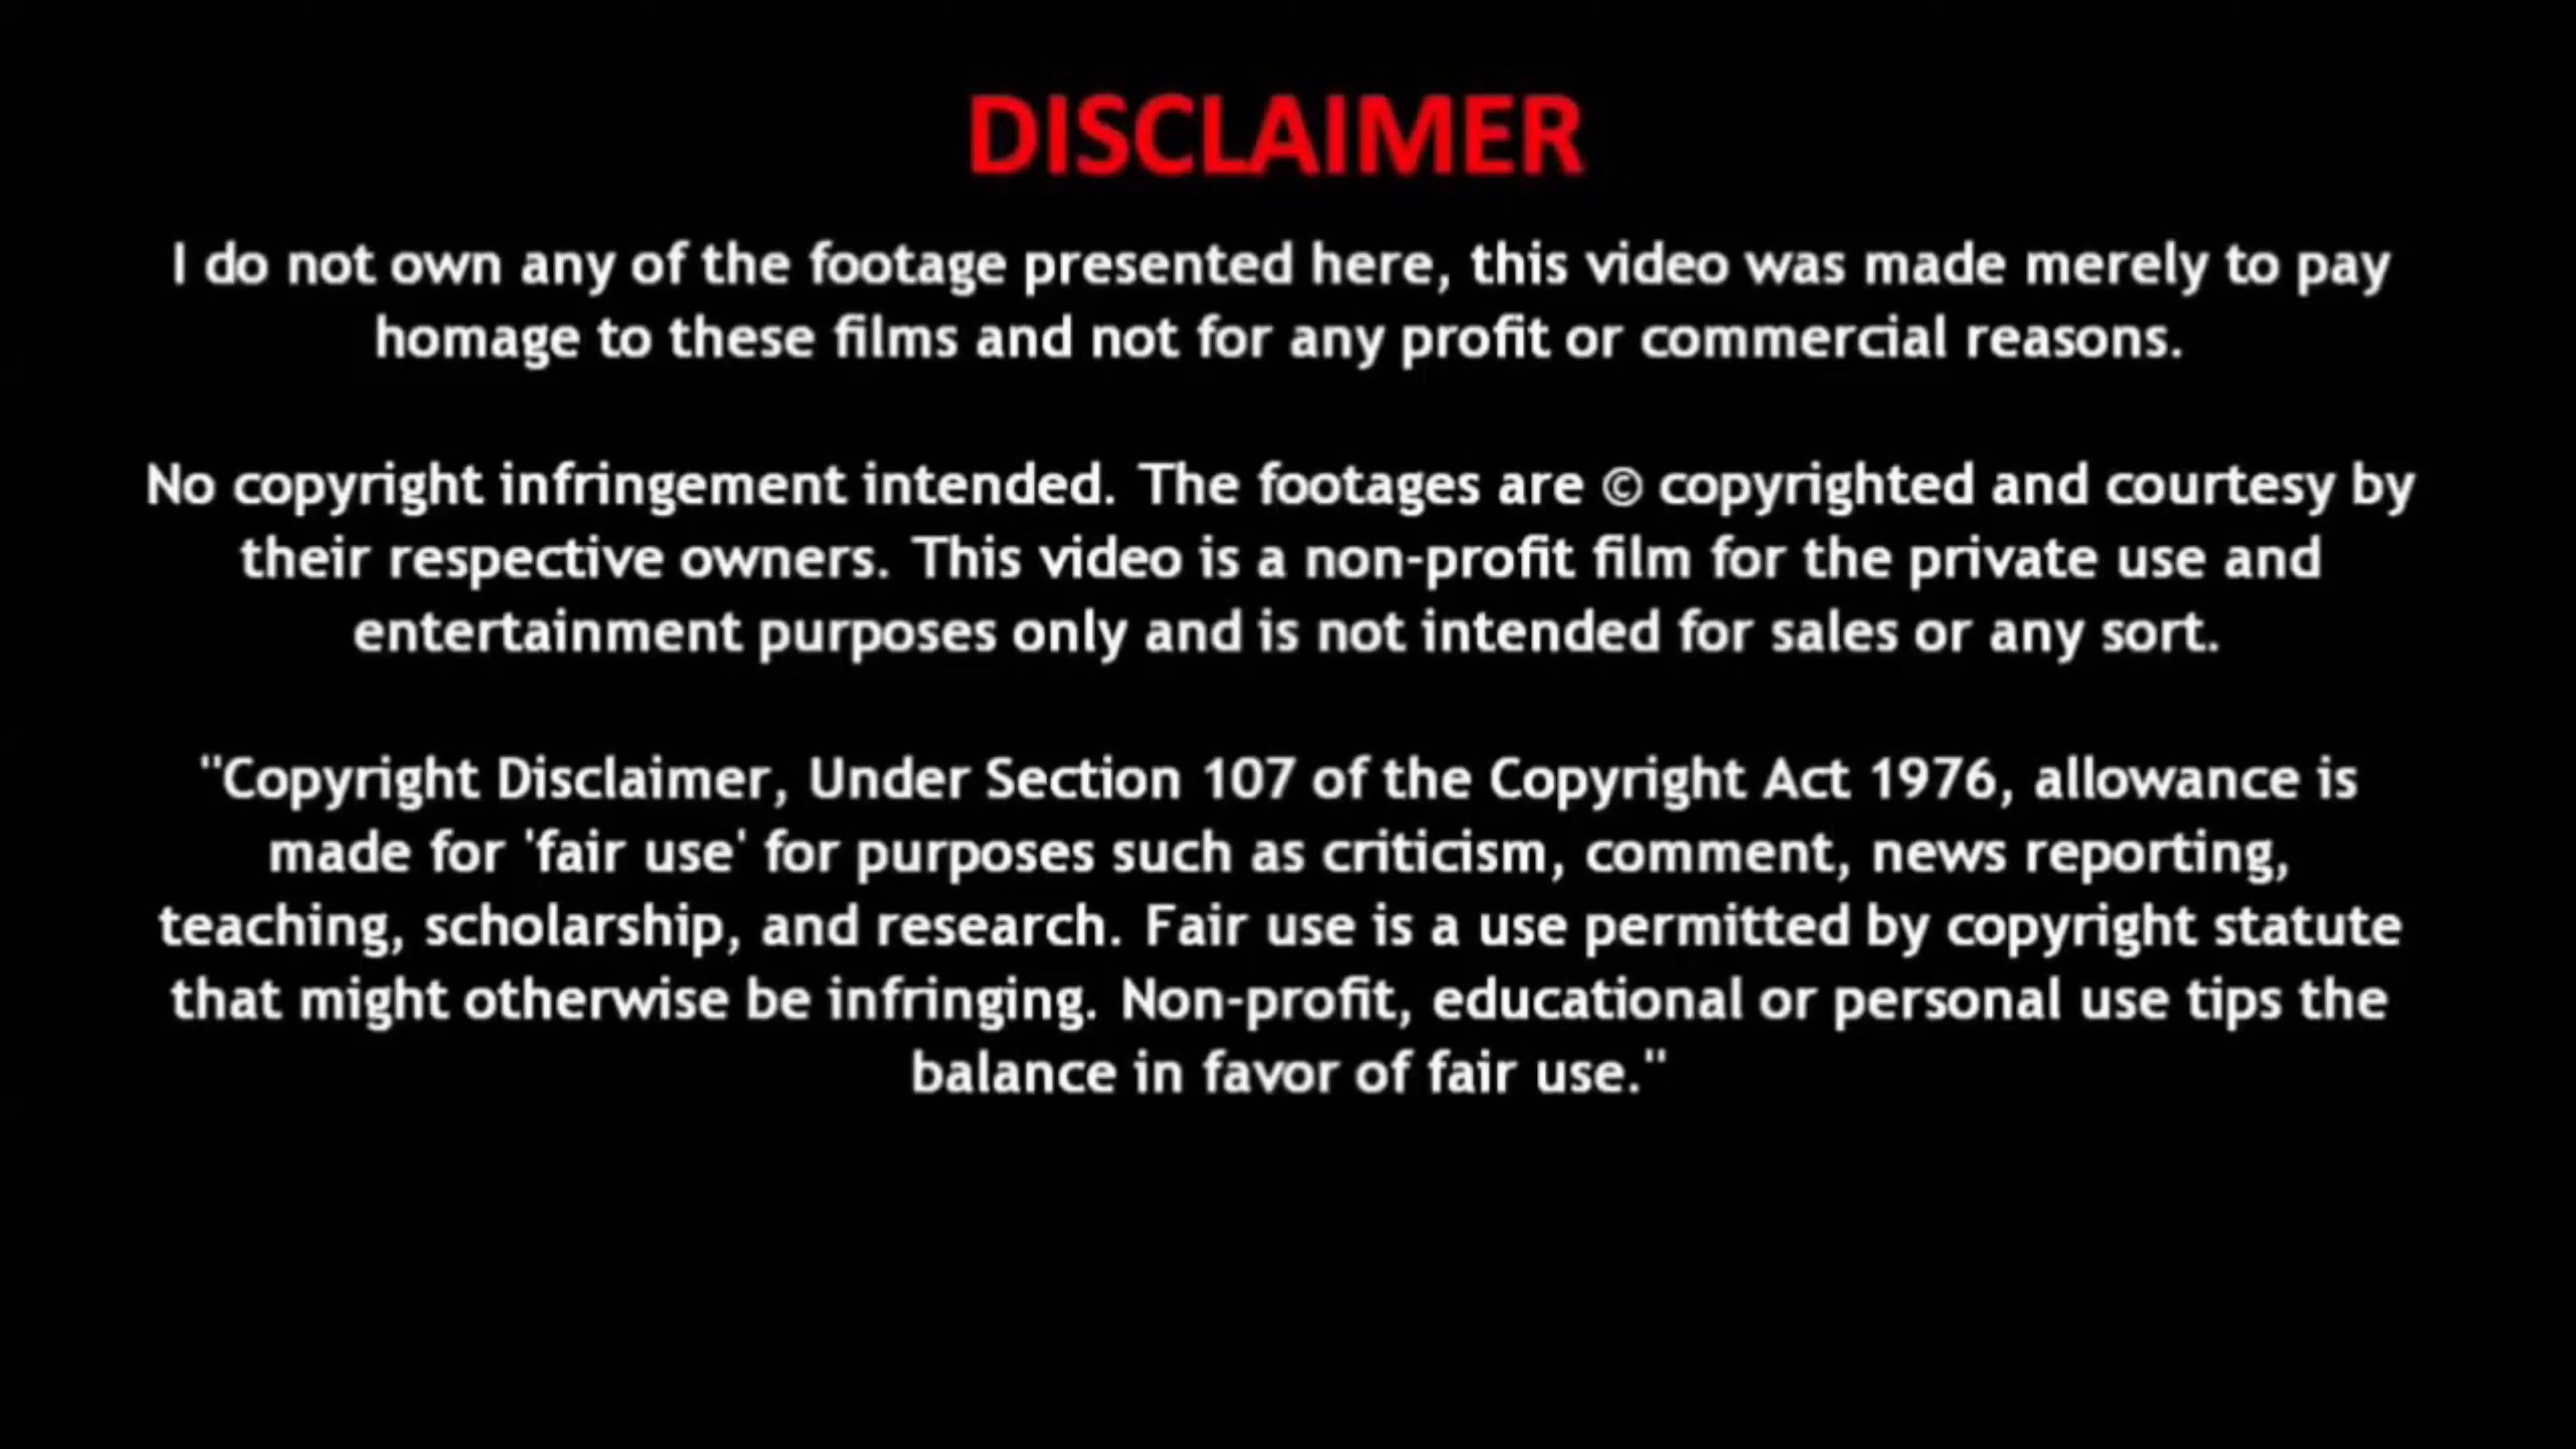 DISCLAIMER
I do not own any of the footage presented here, this video was made merely to pay
homage to these films and not for any profit or commercial reasons.
No copyright infringement intended. The footages are © copyrighted and courtesy by
their respective owners. This video is a non-profit film for the private use and
entertainment purposes only and is not intended for sales or any sort.
"Copyright Disclaimer, Under Section 107 of the Copyright Act 1976, allowance is
made for 'fair use' for purposes such as criticism, comment, news reporting,
teaching, scholarship, and research. Fair use is a use permitted by copyright statute
that might otherwise be infringing. Non-profit, educational or personal use tips the
balance in favor of fair use."